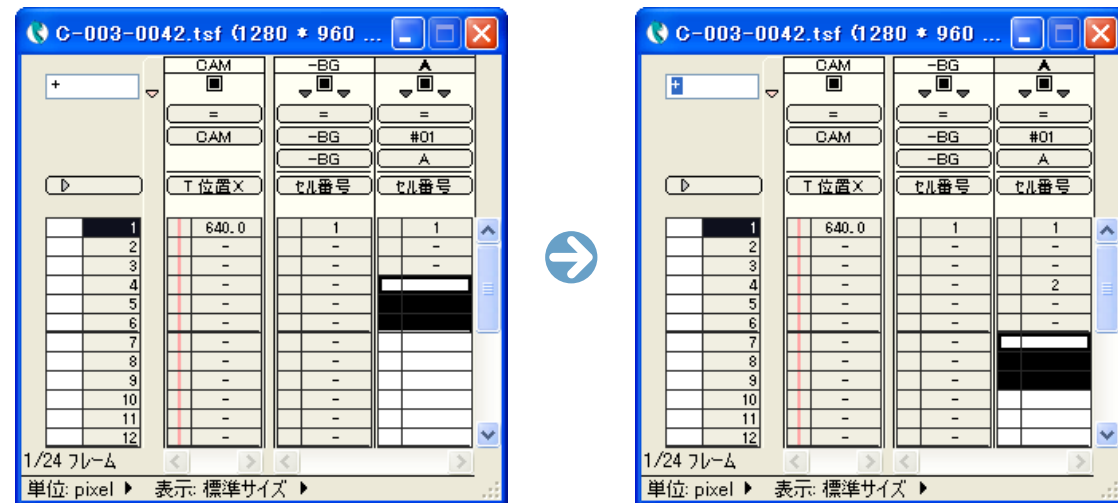 C-003-0042.tsf (1280 * 960 ...
CAM -BG A
+
= = =
CAM -BG #01
-BG A
T 位置X セル番号 セル番号
1 640.0 1 1
2 - - -
3 - - -
4 - -
5 - -
6 - -
7 - -
8 - -
9 - -
10 - -
11 - -
12 - -
1/24 フレーム
単位: pixel 表示: 標準サイズ
C-003-0042.tsf (1280 * 960 ...
CAM -BG A
+
= = =
CAM -BG #01
-BG A
T 位置X セル番号 セル番号
1 640.0 1 1
2 - - -
3 - - -
4 - - 2
5 - - -
6 - - -
7 - -
8 - -
9 - -
10 - -
11 - -
12 - -
1/24 フレーム
単位: pixel 表示: 標準サイズ